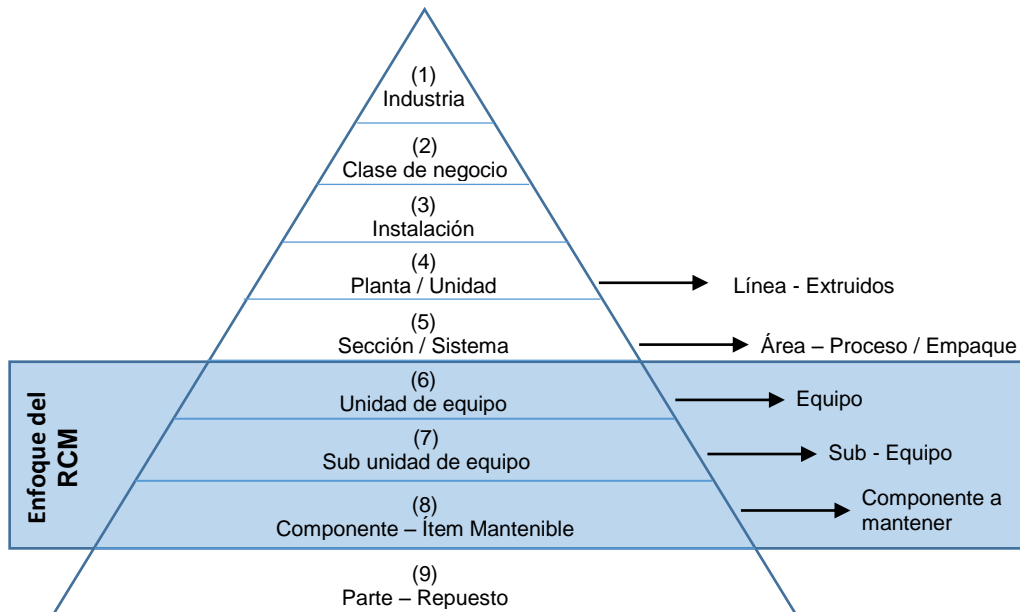 (1)
Industria
(2)
Clase de negocio
(3)
Instalación
(4)
Planta / Unidad
Línea - Extruidos
(5)
Sección / Sistema
Área – Proceso / Empaque
Enfoque del
RCM
(6)
Unidad de equipo
Equipo
(7)
Sub unidad de equipo
Sub - Equipo
(8)
Componente – Ítem Mantenible
Componente a
mantener
(9)
Parte – Repuesto